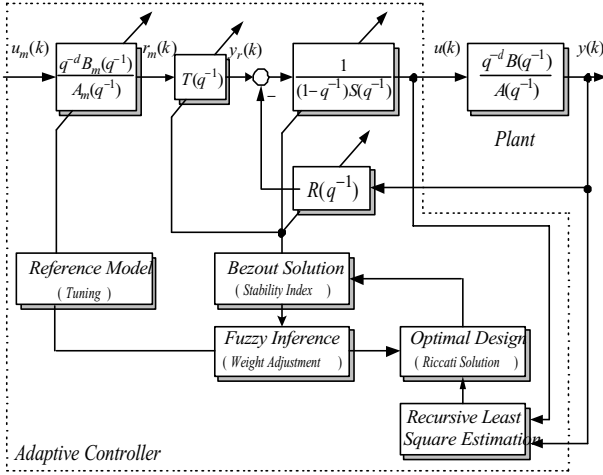 u_m(k) r_m(k) y_r(k) u(k) y(k)
q^{-d} B_m(q^{-1})
A_m(q^{-1})
T(q^{-1})
−
1
(1-q^{-1})S(q^{-1})
q^{-d} B(q^{-1})
A(q^{-1})
Plant
R(q^{-1})
Reference Model
( Tuning )
Bezout Solution
( Stability Index )
Fuzzy Inference
( Weight Adjustment )
Optimal Design
( Riccati Solution )
Recursive Least
Square Estimation
Adaptive Controller